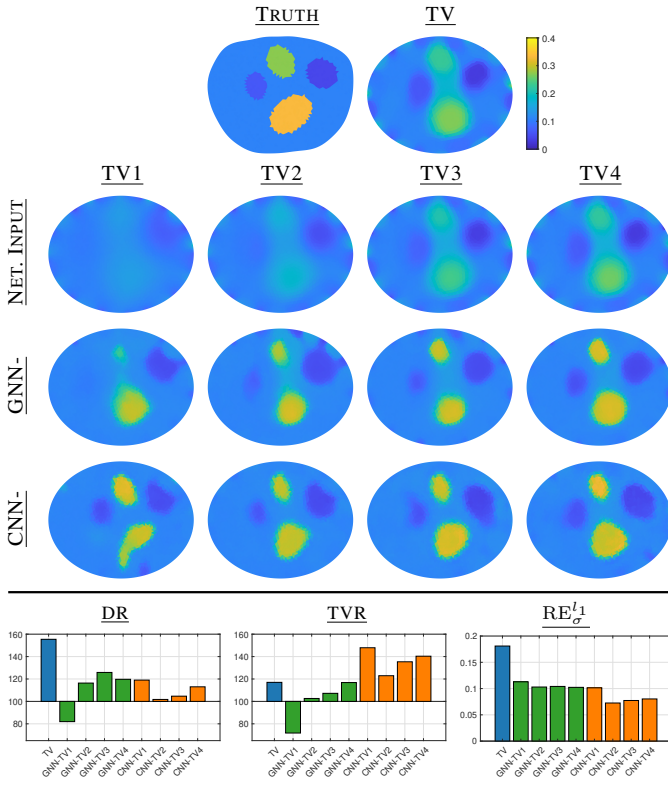 TRUTH TV
0.4
0.3
0.2
0.1
0
TV1 TV2 TV3 TV4
NET. INPUT
GNN-
CNN-
DR TVR RE_σ^{l_1}
160 160 0.2
140 140 0.15
120 120 0.1
100 100 0.05
80 80 0
TV GNN-TV1 GNN-TV2 GNN-TV3 GNN-TV4 CNN-TV1 CNN-TV2 CNN-TV3 CNN-TV4
TV GNN-TV1 GNN-TV2 GNN-TV3 GNN-TV4 CNN-TV1 CNN-TV2 CNN-TV3 CNN-TV4
TV GNN-TV1 GNN-TV2 GNN-TV3 GNN-TV4 CNN-TV1 CNN-TV2 CNN-TV3 CNN-TV4